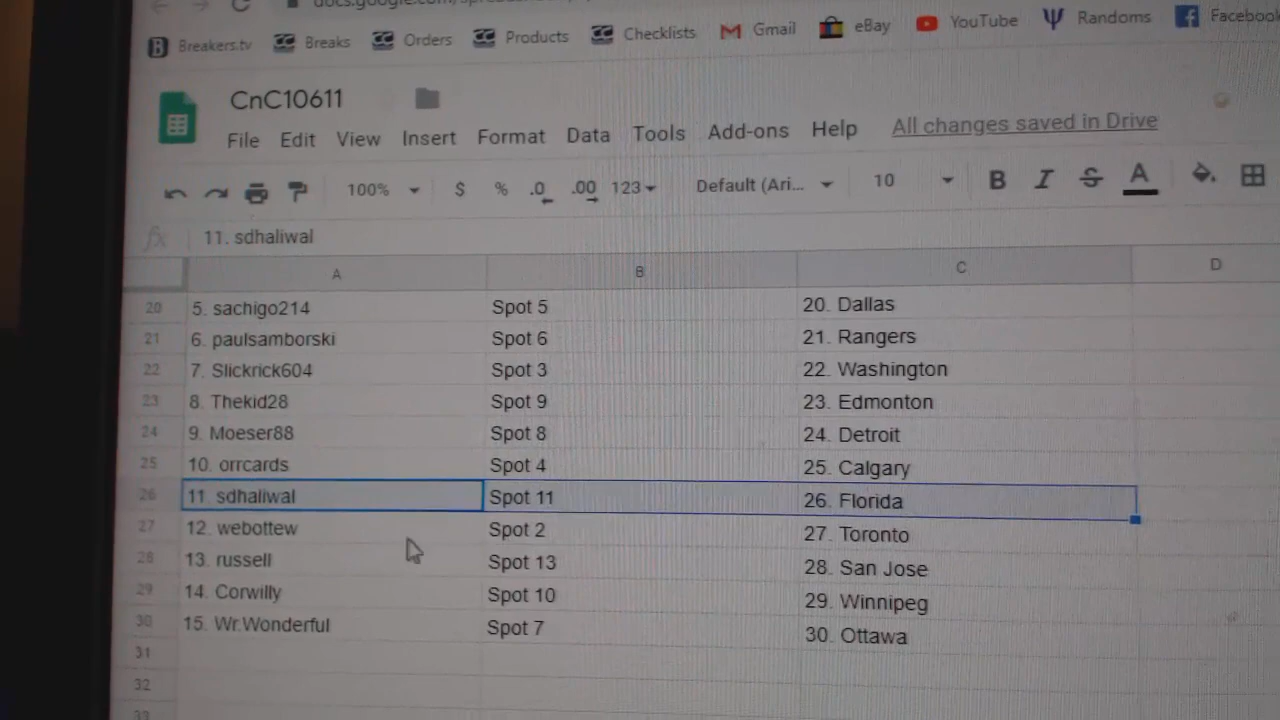 Breakers.tv Breaks Orders Products Checklists Gmail eBay YouTube Randoms Facebook
CnC10611
File Edit View Insert Format Data Tools Add-ons Help All changes saved in Drive
100% $ % .0 .00 123 Default (Ari... 10 B I S A
fx 11. sdhaliwal
A B C D
20 5. sachigo214 Spot 5 20. Dallas
21 6. paulsamborski Spot 6 21. Rangers
22 7. Slickrick604 Spot 3 22. Washington
23 8. Thekid28 Spot 9 23. Edmonton
24 9. Moeser88 Spot 8 24. Detroit
25 10. orrcards Spot 4 25. Calgary
26 11. sdhaliwal Spot 11 26. Florida
27 12. webottew Spot 2 27. Toronto
28 13. russell Spot 13 28. San Jose
29 14. Corwilly Spot 10 29. Winnipeg
30 15. Wr.Wonderful Spot 7 30. Ottawa
31
32
33